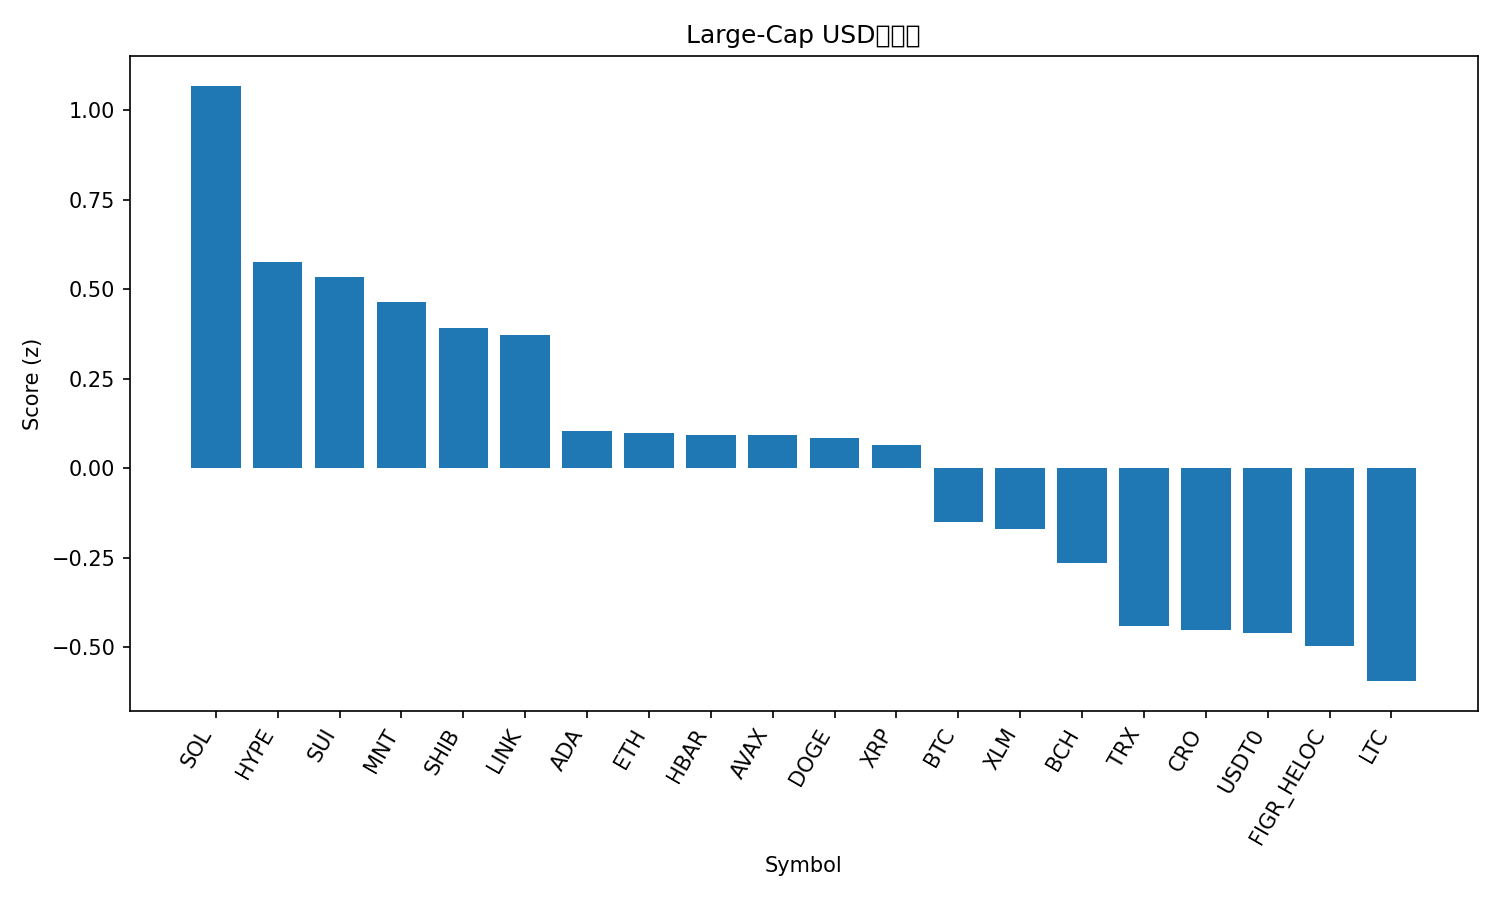 Large-Cap USD
Score (z)
1.00
0.75
0.50
0.25
0.00
−0.25
−0.50
SOL
HYPE
SUI
MNT
SHIB
LINK
ADA
ETH
HBAR
AVAX
DOGE
XRP
BTC
XLM
BCH
TRX
CRO
USDT0
FIGR_HELOC
LTC
Symbol